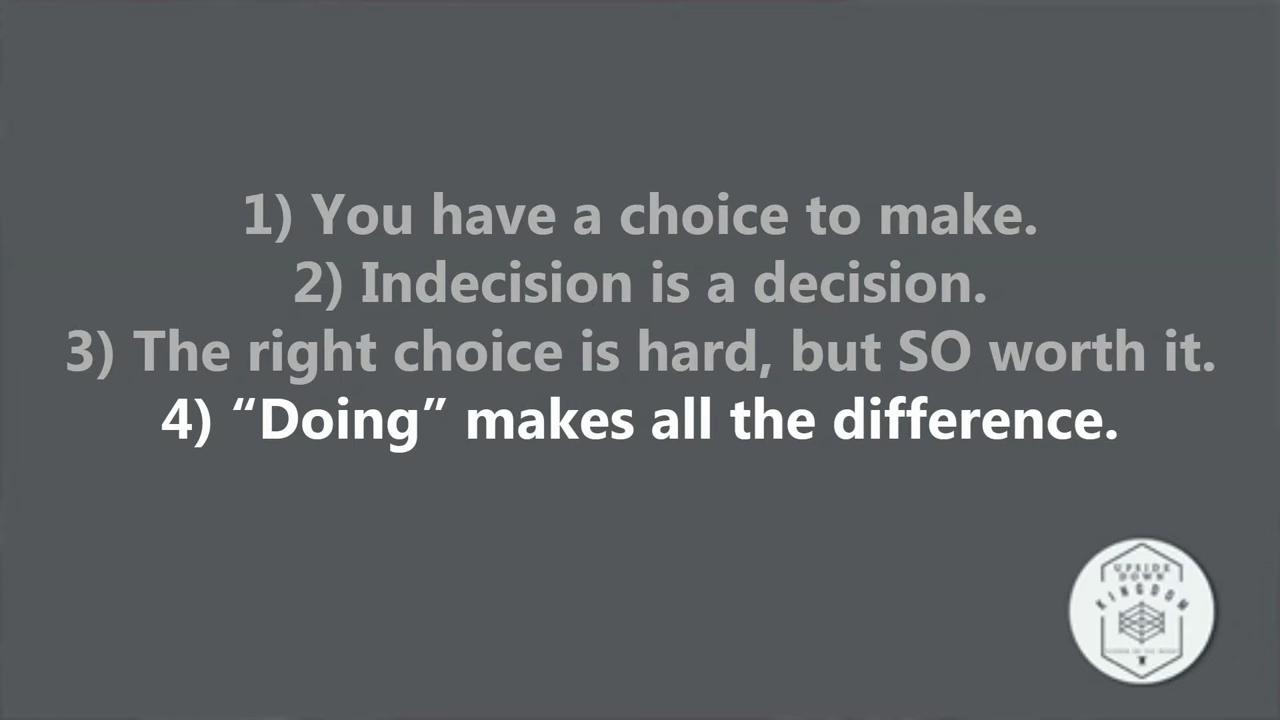 1) You have a choice to make.
2) Indecision is a decision.
3) The right choice is hard, but SO worth it.
4) “Doing” makes all the difference.
UPSIDE
DOWN
KINGDOM